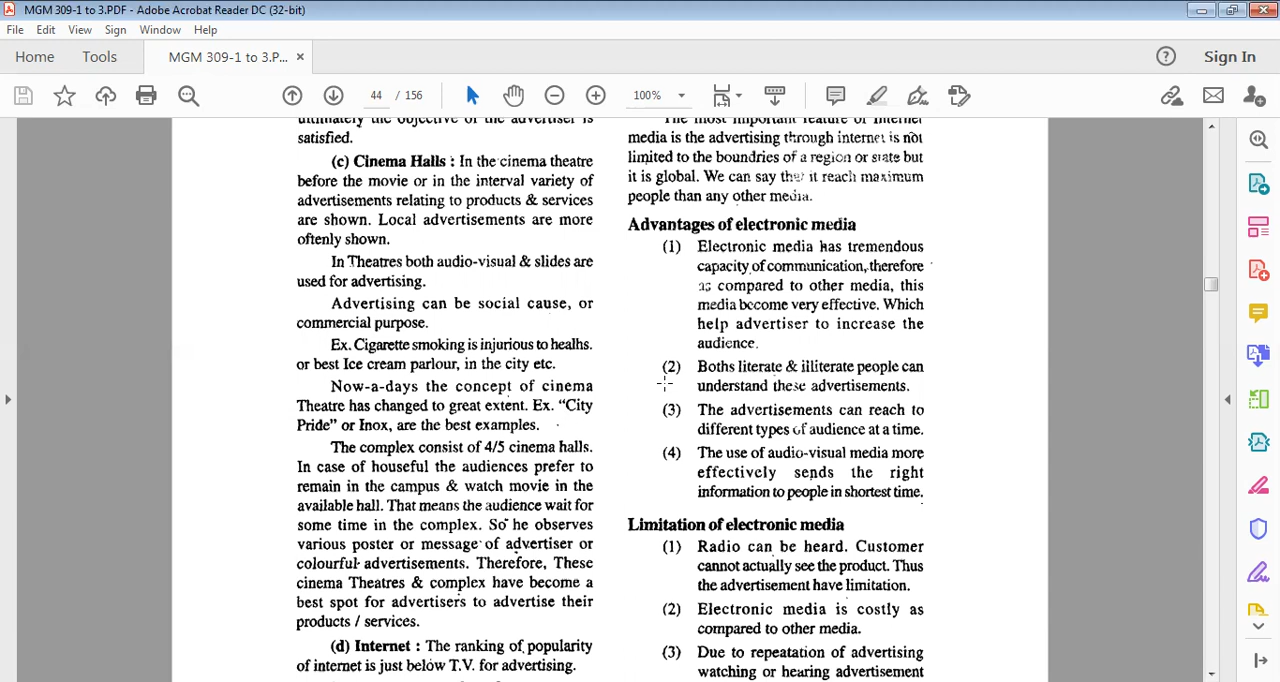 MGM 309-1 to 3.PDF - Adobe Acrobat Reader DC (32-bit)
File Edit View Sign Window Help
Home Tools MGM 309-1 to 3.P... × Sign In
44 / 156 100%
ultimately the objective of the advertiser is
satisfied.
(c) Cinema Halls : In the cinema theatre
before the movie or in the interval variety of
advertisements relating to products & services
are shown. Local advertisements are more
oftenly shown.
In Theatres both audio-visual & slides are
used for advertising.
Advertising can be social cause, or
commercial purpose.
Ex. Cigarette smoking is injurious to healhs.
or best Ice cream parlour, in the city etc.
Now-a-days the concept of cinema
Theatre has changed to great extent. Ex. "City
Pride" or Inox, are the best examples.
The complex consist of 4/5 cinema halls.
In case of houseful the audiences prefer to
remain in the campus & watch movie in the
available hall. That means the audience wait for
some time in the complex. So he observes
various poster or message of advertiser or
colourful advertisements. Therefore, These
cinema Theatres & complex have become a
best spot for advertisers to advertise their
products / services.
(d) Internet : The ranking of popularity
of internet is just below T.V. for advertising.
The most important feature of Internet
media is the advertising through internet is not
limited to the boundries of a region or state but
it is global. We can say that it reach maximum
people than any other media.
Advantages of electronic media
(1) Electronic media has tremendous
capacity of communication, therefore
as compared to other media, this
media become very effective. Which
help advertiser to increase the
audience.
(2) Boths literate & illiterate people can
understand these advertisements.
(3) The advertisements can reach to
different types of audience at a time.
(4) The use of audio-visual media more
effectively sends the right
information to people in shortest time.
Limitation of electronic media
(1) Radio can be heard. Customer
cannot actually see the product. Thus
the advertisement have limitation.
(2) Electronic media is costly as
compared to other media.
(3) Due to repeatation of advertising
watching or hearing advertisement